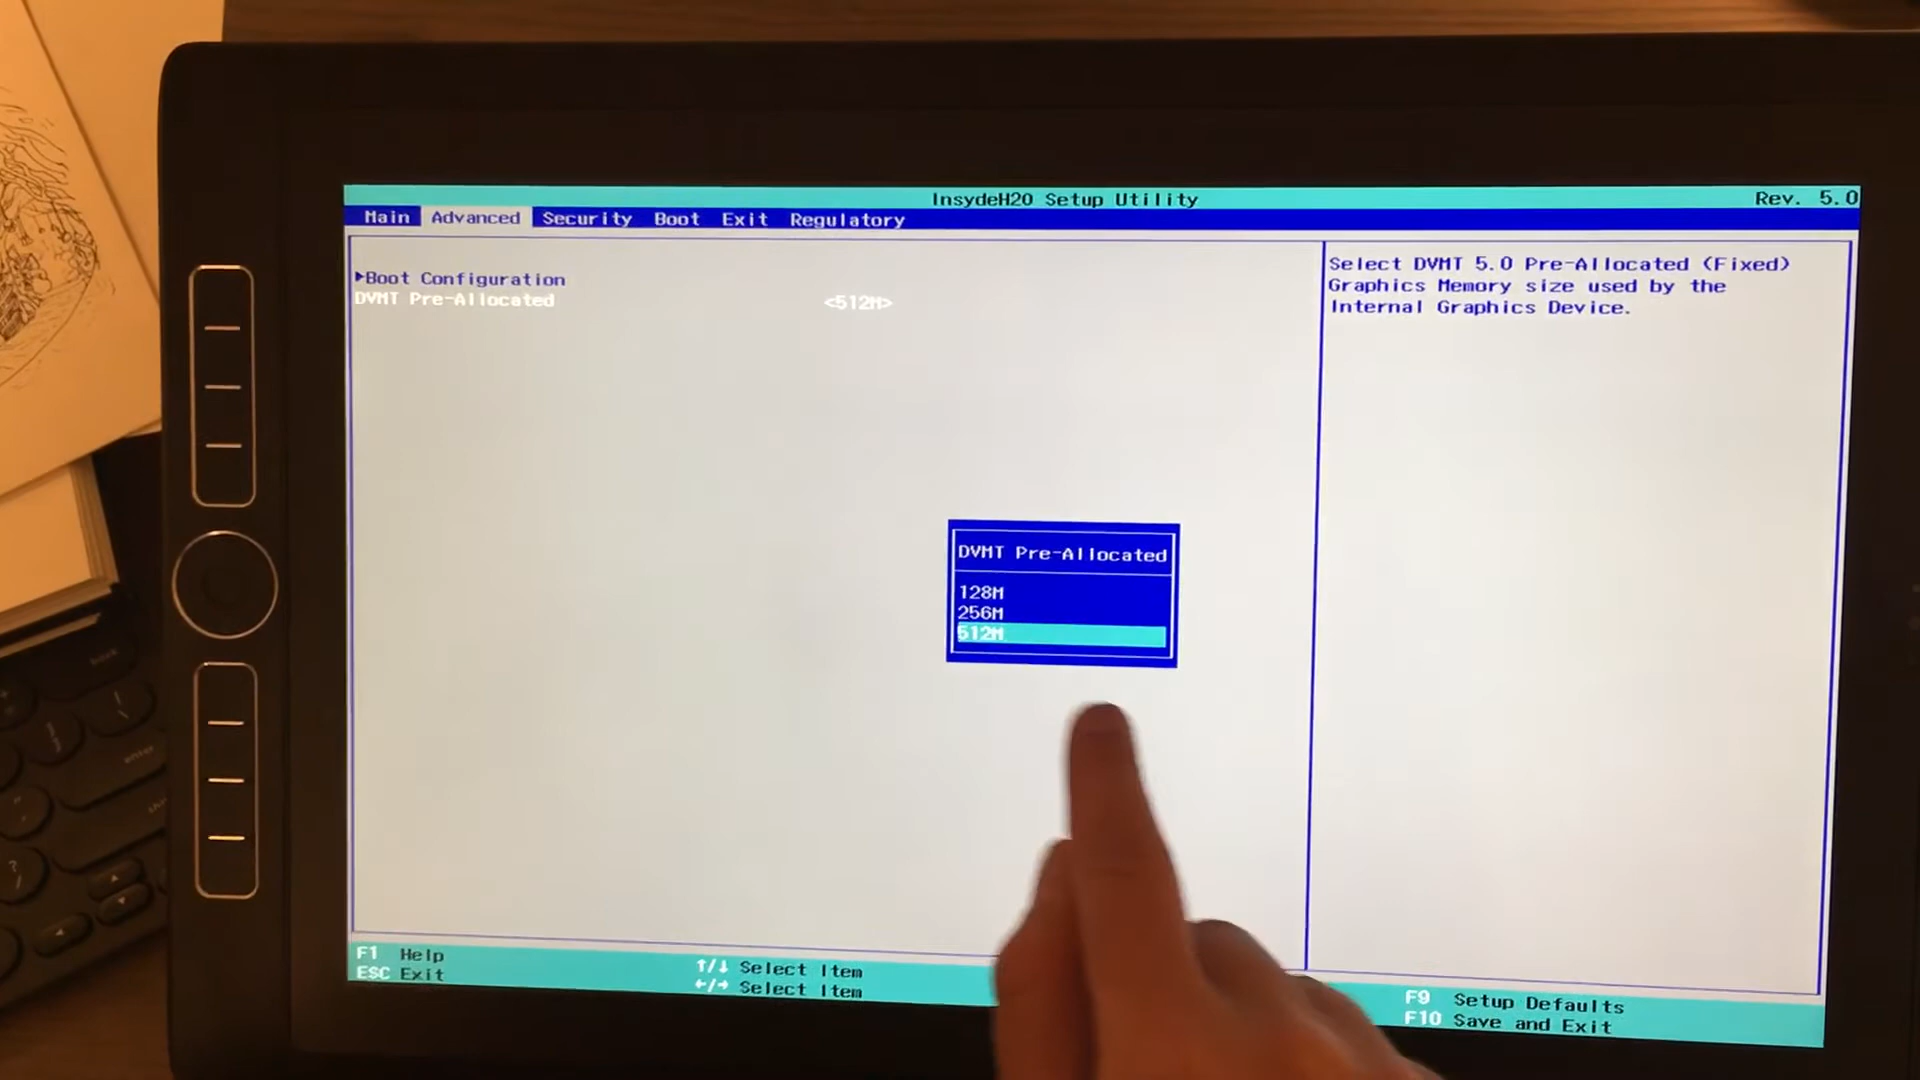 InsydeH20 Setup Utility
Rev. 5.0
Main Advanced Security Boot Exit Regulatory
▶Boot Configuration
DVMT Pre-Allocated <512M>
Select DVMT 5.0 Pre-Allocated (Fixed)
Graphics Memory size used by the
Internal Graphics Device.
DVMT Pre-Allocated
128M
256M
512M
F1 Help
ESC Exit
↑/↓ Select Item
←/→ Select Item
F9 Setup Defaults
F10 Save and Exit
enter